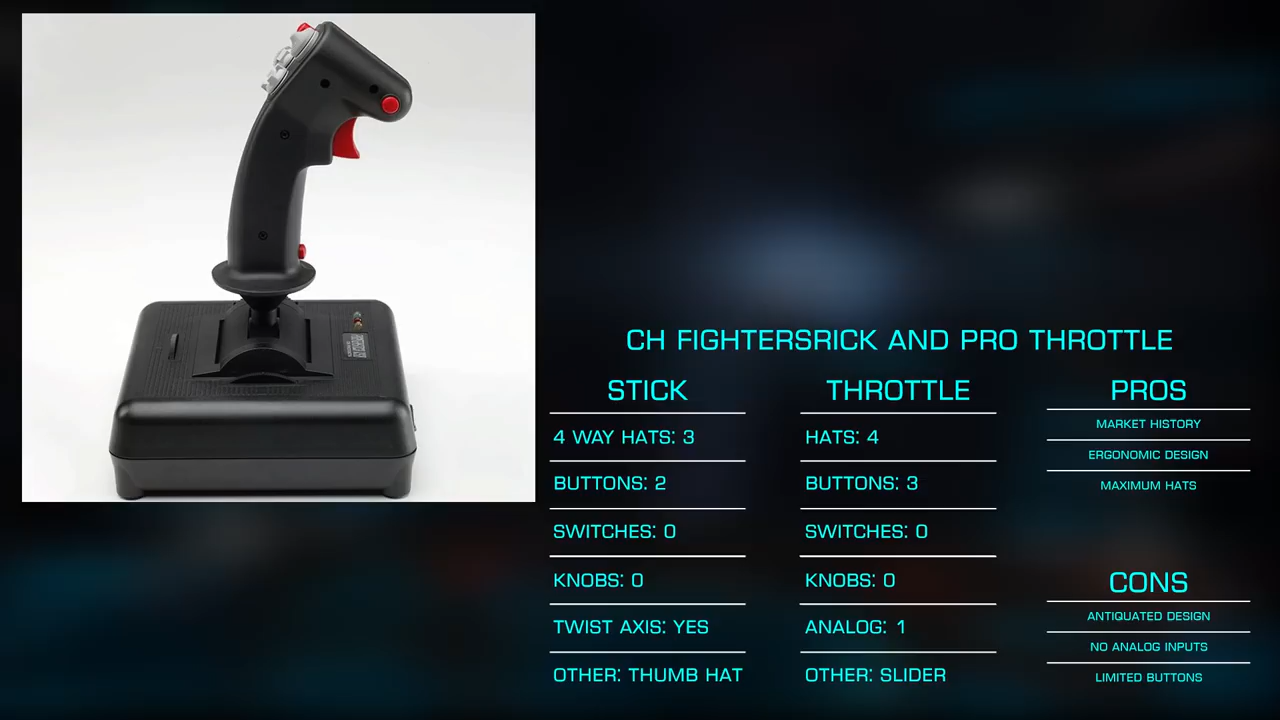 CH FIGHTERSRICK AND PRO THROTTLE
STICK
4 WAY HATS: 3
BUTTONS: 2
SWITCHES: 0
KNOBS: 0
TWIST AXIS: YES
OTHER: THUMB HAT
THROTTLE
HATS: 4
BUTTONS: 3
SWITCHES: 0
KNOBS: 0
ANALOG: 1
OTHER: SLIDER
PROS
MARKET HISTORY
ERGONOMIC DESIGN
MAXIMUM HATS
CONS
ANTIQUATED DESIGN
NO ANALOG INPUTS
LIMITED BUTTONS